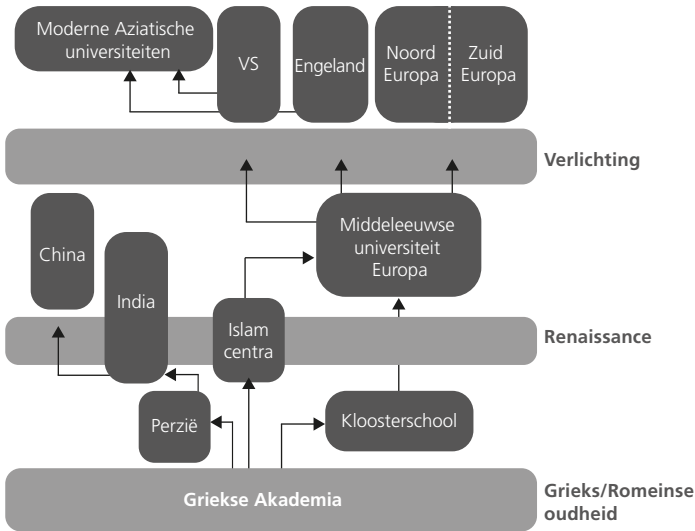 Moderne Aziatische
universiteiten
VS
Engeland
Noord
Europa
Zuid
Europa
Verlichting
Middeleeuwse
universiteit
Europa
China
India
Islam
centra
Renaissance
Perzië
Kloosterschool
Griekse Akademia
Grieks/Romeinse
oudheid